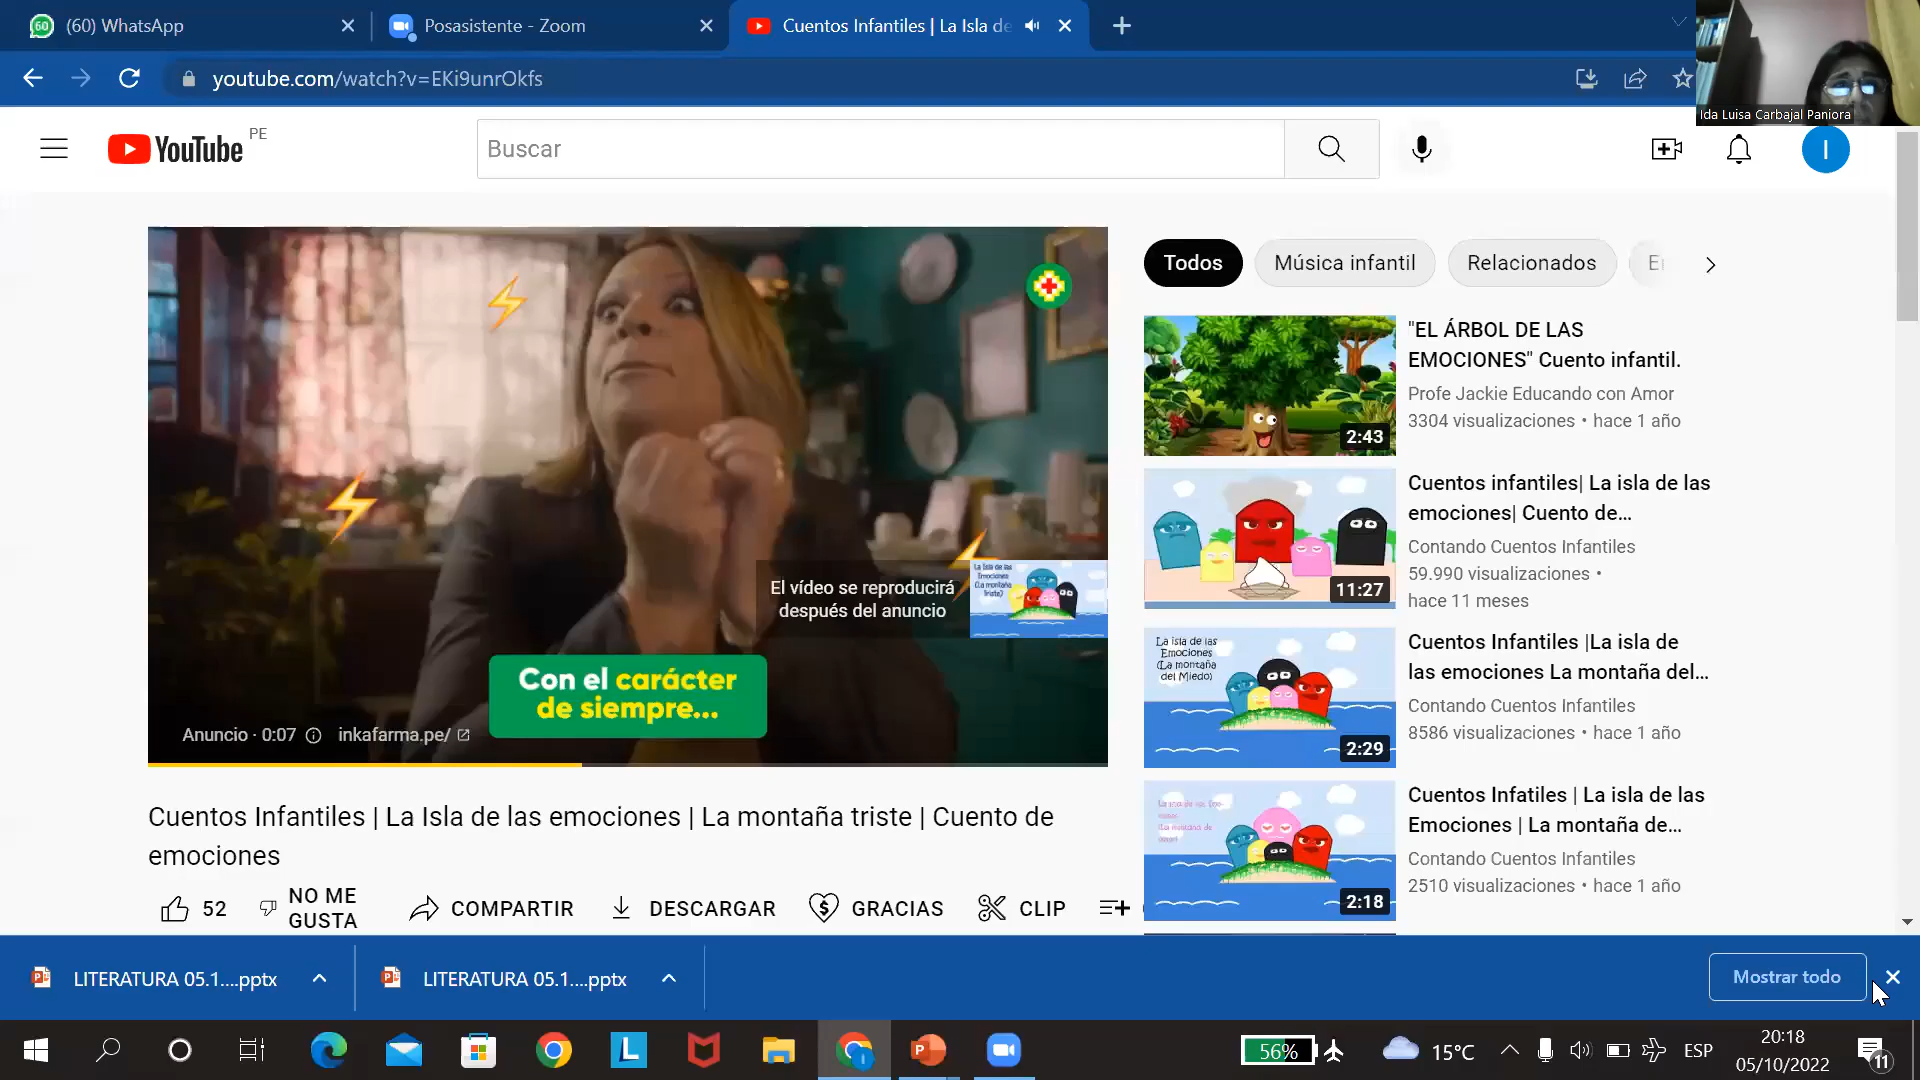 (60) WhatsApp
Posasistente - Zoom
Cuentos Infantiles | La Isla de
youtube.com/watch?v=EKi9unrOkfs
Ida Luisa Carbajal Paniora
YouTube PE
Buscar
I
Todos
Música infantil
Relacionados
El vídeo se reproducirá
después del anuncio
Con el carácter
de siempre...
Anuncio · 0:07
inkafarma.pe/
Cuentos Infantiles | La Isla de las emociones | La montaña triste | Cuento de
emociones
52
NO ME
GUSTA
COMPARTIR
DESCARGAR
GRACIAS
CLIP
"EL ÁRBOL DE LAS
EMOCIONES" Cuento infantil.
Profe Jackie Educando con Amor
3304 visualizaciones • hace 1 año
2:43
Cuentos infantiles| La isla de las
emociones| Cuento de...
Contando Cuentos Infantiles
59.990 visualizaciones •
hace 11 meses
11:27
La isla de las
Emociones
(La montaña
del Miedo)
2:29
Cuentos Infantiles |La isla de
las emociones La montaña del...
Contando Cuentos Infantiles
8586 visualizaciones • hace 1 año
2:18
Cuentos Infatiles | La isla de las
Emociones | La montaña de...
Contando Cuentos Infantiles
2510 visualizaciones • hace 1 año
LITERATURA 05.1....pptx
LITERATURA 05.1....pptx
Mostrar todo
56%
15°C
ESP
20:18
05/10/2022
11